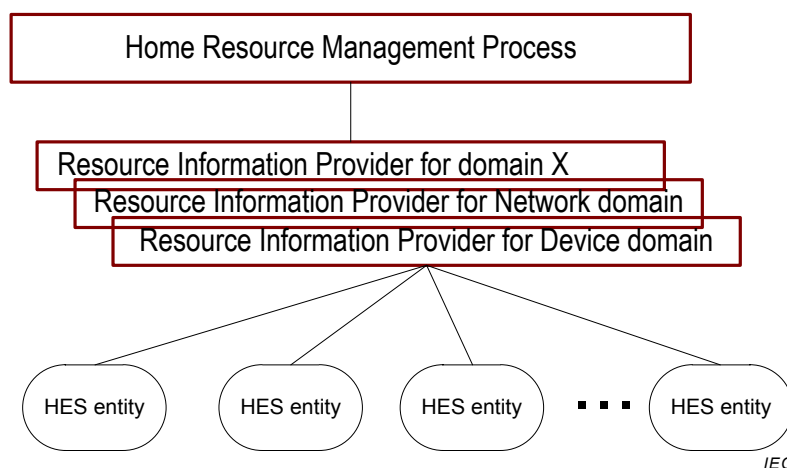 Home Resource Management Process
Resource Information Provider for domain X
Resource Information Provider for Network domain
Resource Information Provider for Device domain
HES entity
HES entity
HES entity
HES entity
IEC